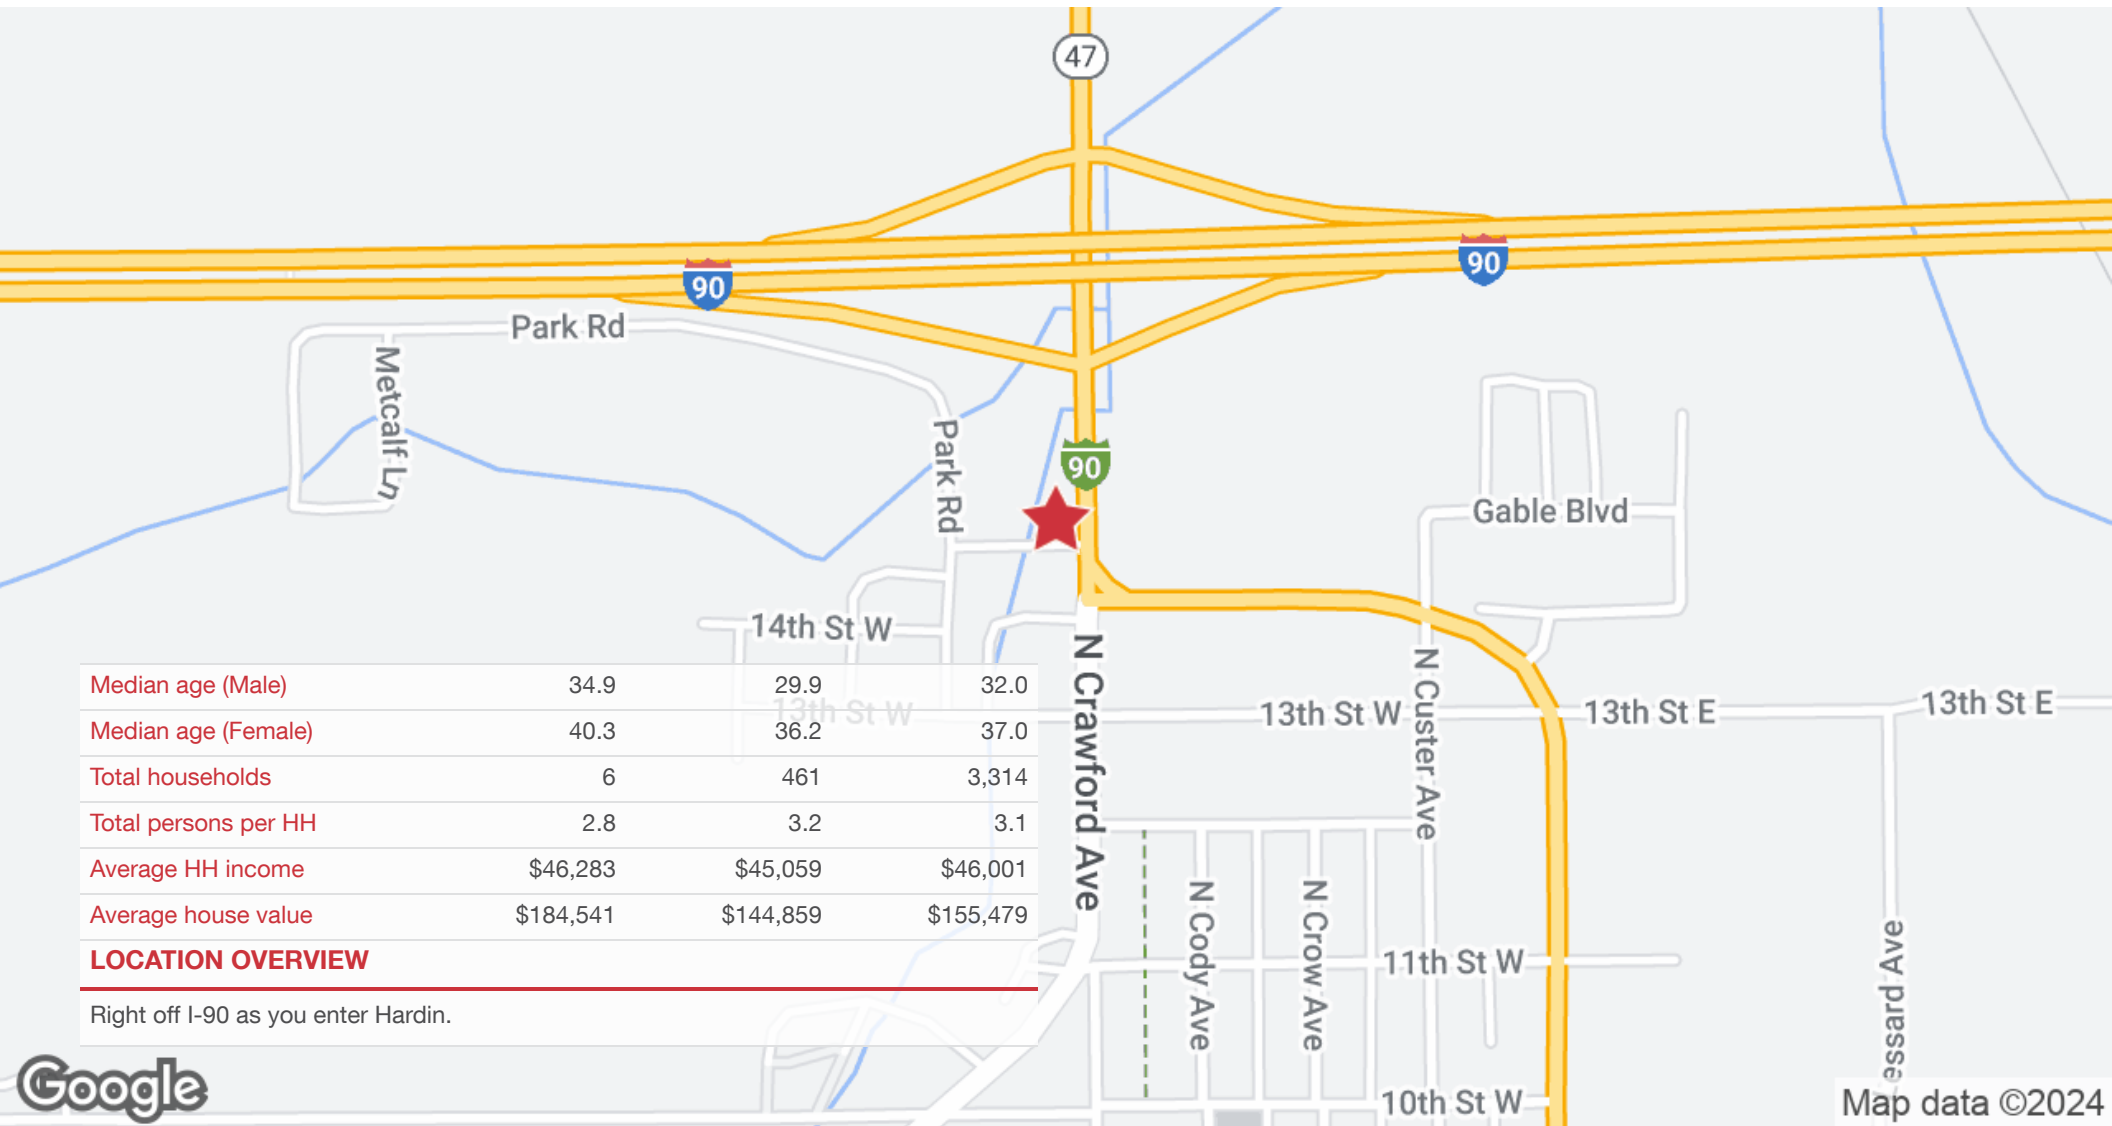 47
90
90
Park Rd
Metcalf Ln
Park Rd
90
Gable Blvd
14th St W
N Crawford Ave
N Custer Ave
13th St W
13th St W
13th St E
13th St E
Median age (Male) 34.9 29.9 32.0
Median age (Female) 40.3 36.2 37.0
Total households 6 461 3,314
Total persons per HH 2.8 3.2 3.1
Average HH income $46,283 $45,059 $46,001
Average house value $184,541 $144,859 $155,479
LOCATION OVERVIEW
Right off I-90 as you enter Hardin.
N Cody Ave
N Crow Ave
11th St W
essard Ave
10th St W
Google
Map data ©2024